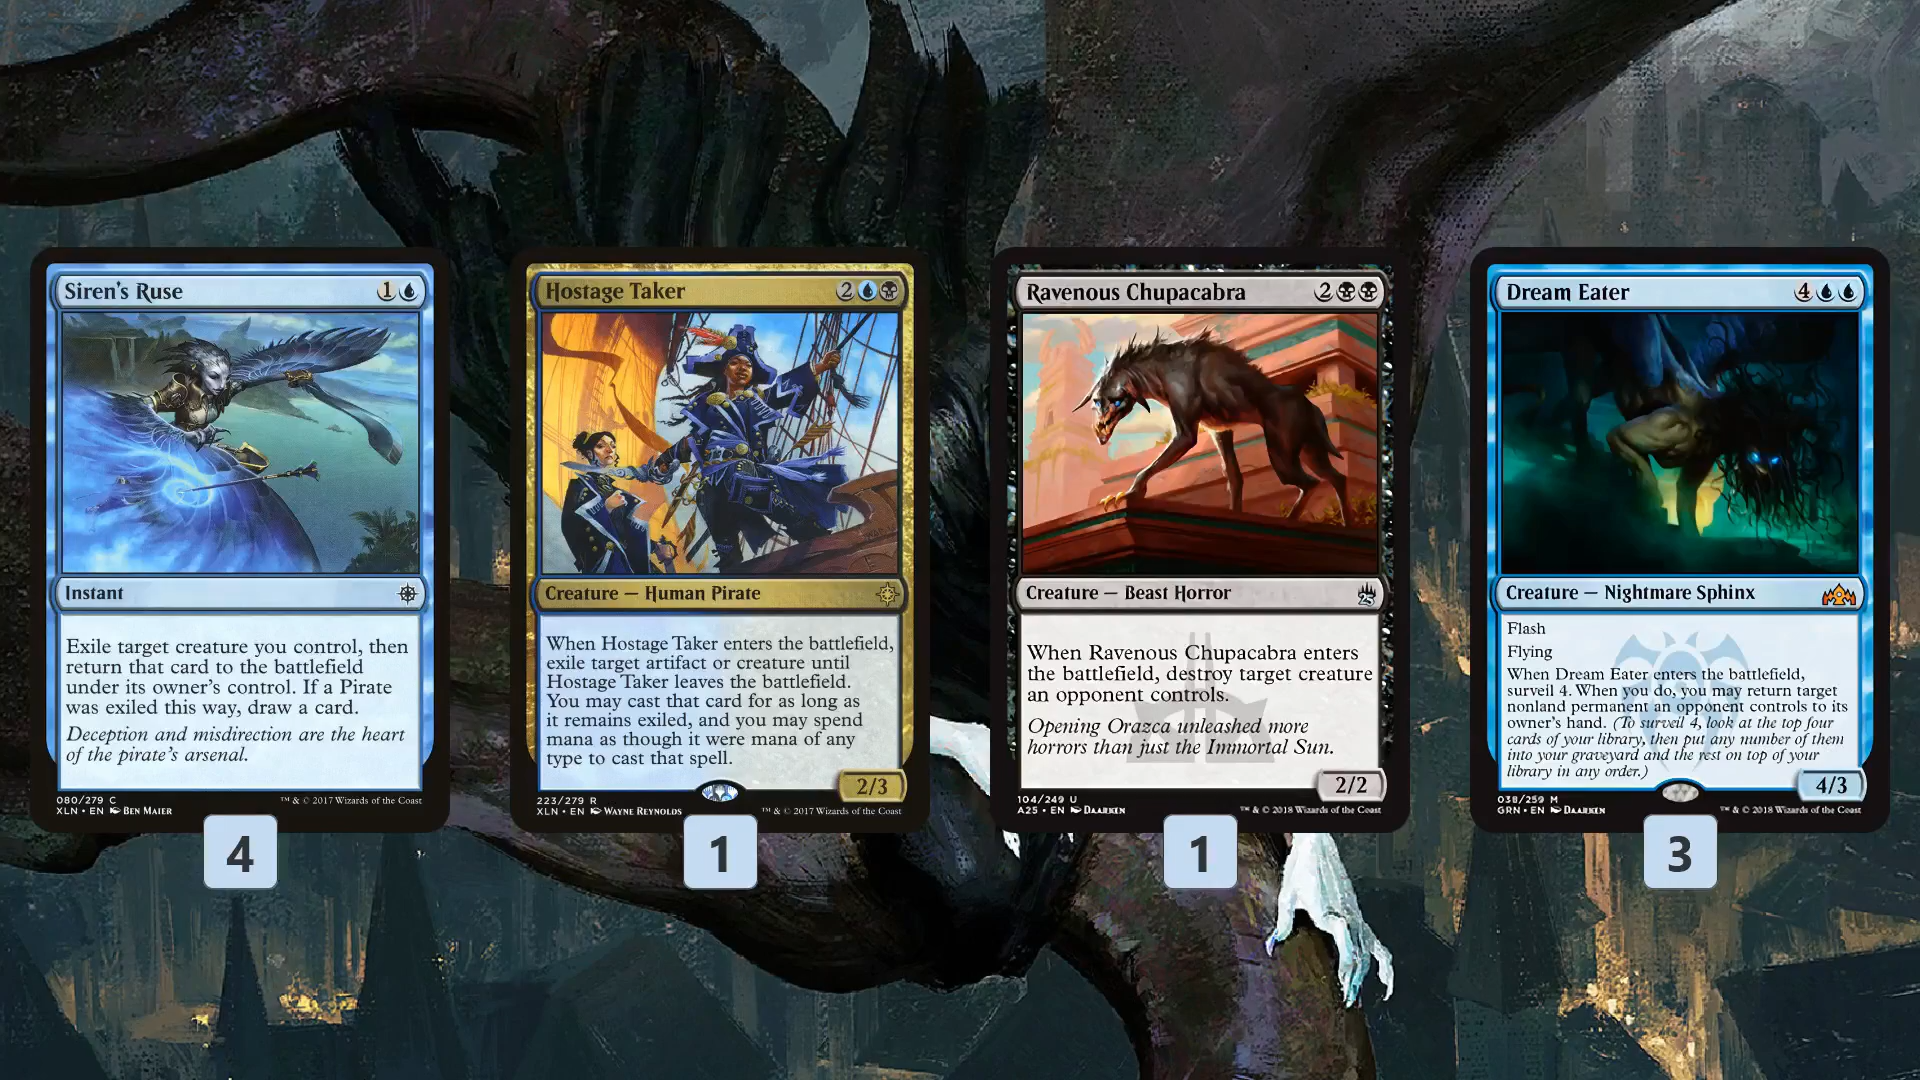 Siren's Ruse 1
Instant
Exile target creature you control, then
return that card to the battlefield
under its owner's control. If a Pirate
was exiled this way, draw a card.
Deception and misdirection are the heart
of the pirate's arsenal.
080/279 C
XLN • EN BEN MAIER
™ & © 2017 Wizards of the Coast
4
Hostage Taker 2
Creature — Human Pirate
When Hostage Taker enters the battlefield,
exile target artifact or creature until
Hostage Taker leaves the battlefield.
You may cast that card for as long as
it remains exiled, and you may spend
mana as though it were mana of any
type to cast that spell.
2/3
223/279 R
XLN • EN WAYNE REYNOLDS
™ & © 2017 Wizards of the Coast
1
Ravenous Chupacabra 2
Creature — Beast Horror
When Ravenous Chupacabra enters
the battlefield, destroy target creature
an opponent controls.
Opening Orazca unleashed more
horrors than just the Immortal Sun.
2/2
104/249 U
A25 • EN DAARKEN
™ & © 2018 Wizards of the Coast
1
Dream Eater 4
Creature — Nightmare Sphinx
Flash
Flying
When Dream Eater enters the battlefield,
surveil 4. When you do, you may return target
nonland permanent an opponent controls to its
owner's hand. (To surveil 4, look at the top four
cards of your library, then put any number of them
into your graveyard and the rest on top of your
library in any order.)
4/3
038/259 M
GRN • EN DAARKEN
™ & © 2018 Wizards of the Coast
3